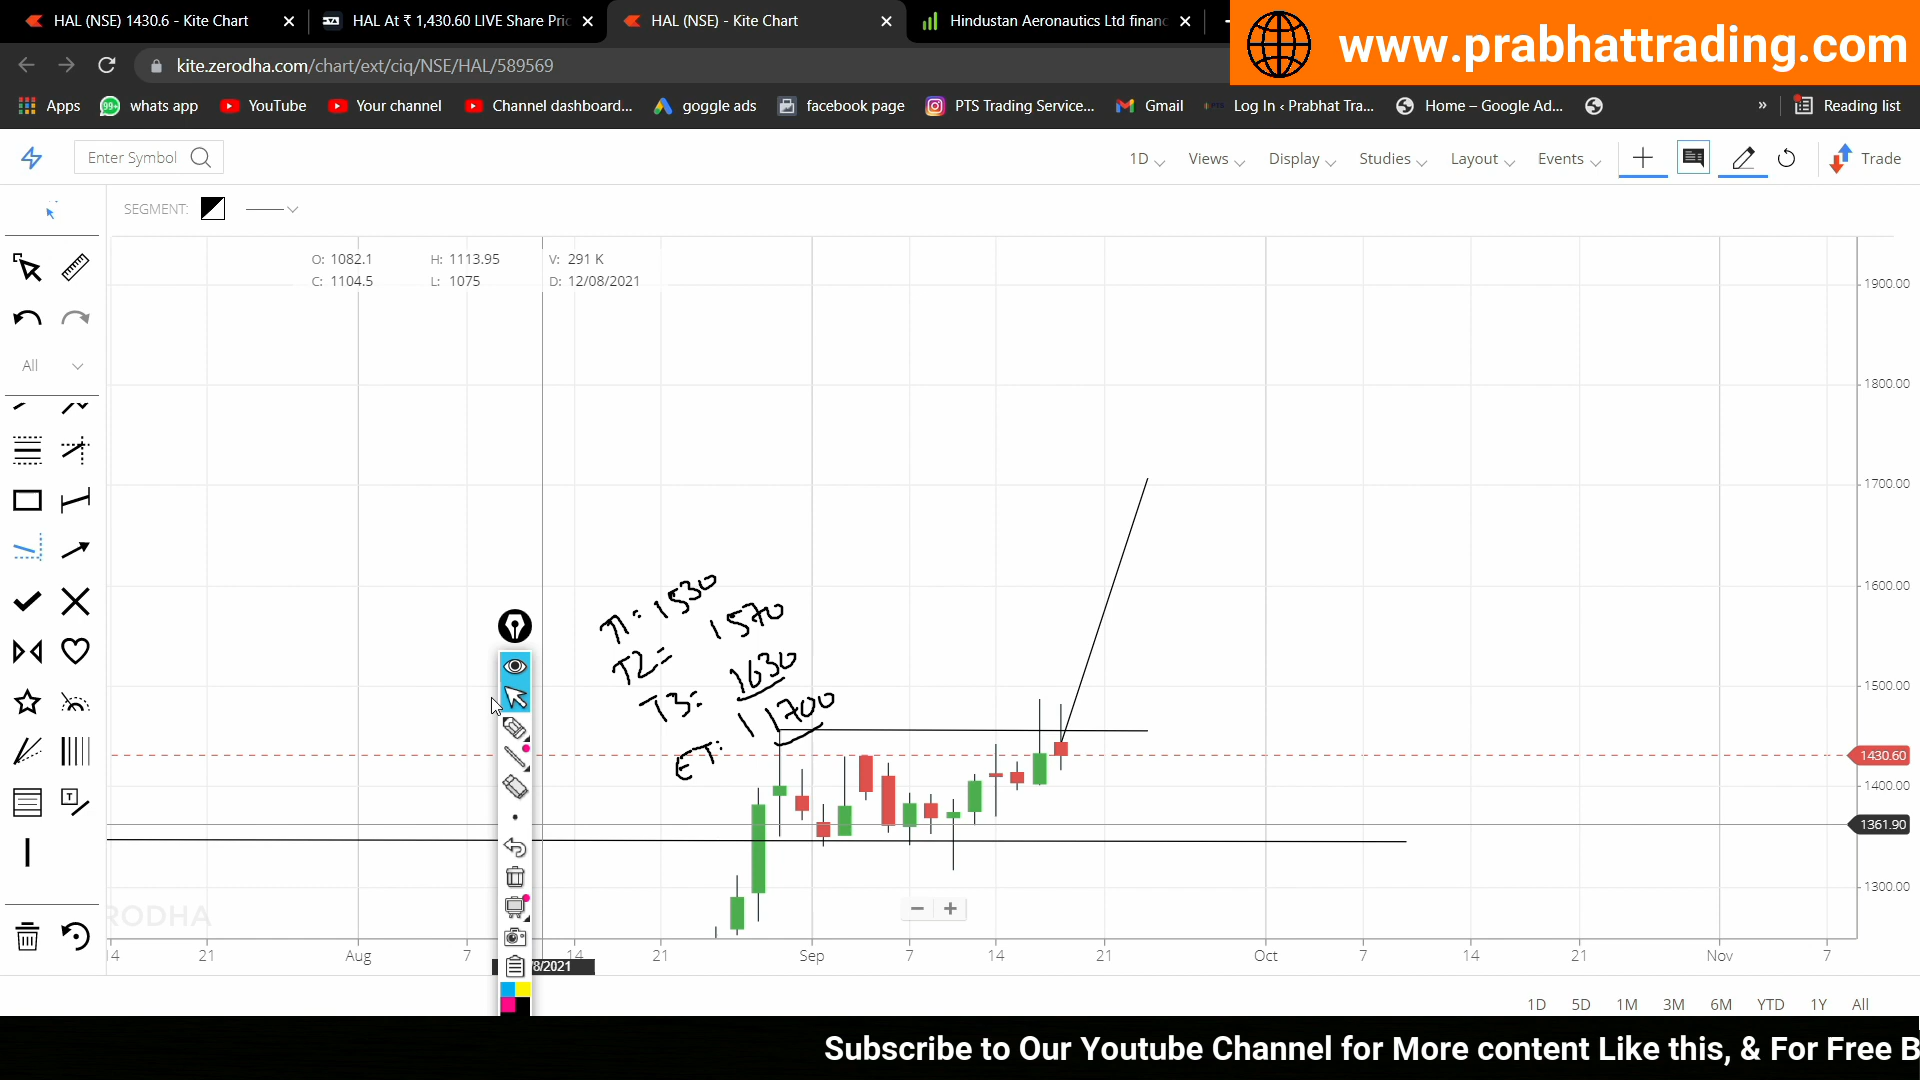 HAL (NSE) 1430.6 - Kite Chart
HAL At ₹ 1,430.60 LIVE Share Pric
HAL (NSE) - Kite Chart
Hindustan Aeronautics Ltd financ
www.prabhattrading.com
kite.zerodha.com/chart/ext/ciq/NSE/HAL/589569
Apps 99+ whats app YouTube Your channel Channel dashboard... goggle ads facebook page PTS Trading Service... Gmail Log In ‹ Prabhat Tra... Home – Google Ad... » Reading list
Enter Symbol 1D Views Display Studies Layout Events Trade
SEGMENT:
O: 1082.1 H: 1113.95 V: 291 K
C: 1104.5 L: 1075 D: 12/08/2021
All
1900.00
1800.00
1700.00
1600.00
1500.00
1430.60
1400.00
1361.90
1300.00
T1: 1530
T2= 1570
T3: 1630
ET: 1700
14 21 Aug 7 14 21 Sep 7 14 21 Oct 7 14 21 Nov 7
8/2021
1D 5D 1M 3M 6M YTD 1Y All
Subscribe to Our Youtube Channel for More content Like this, & For Free B